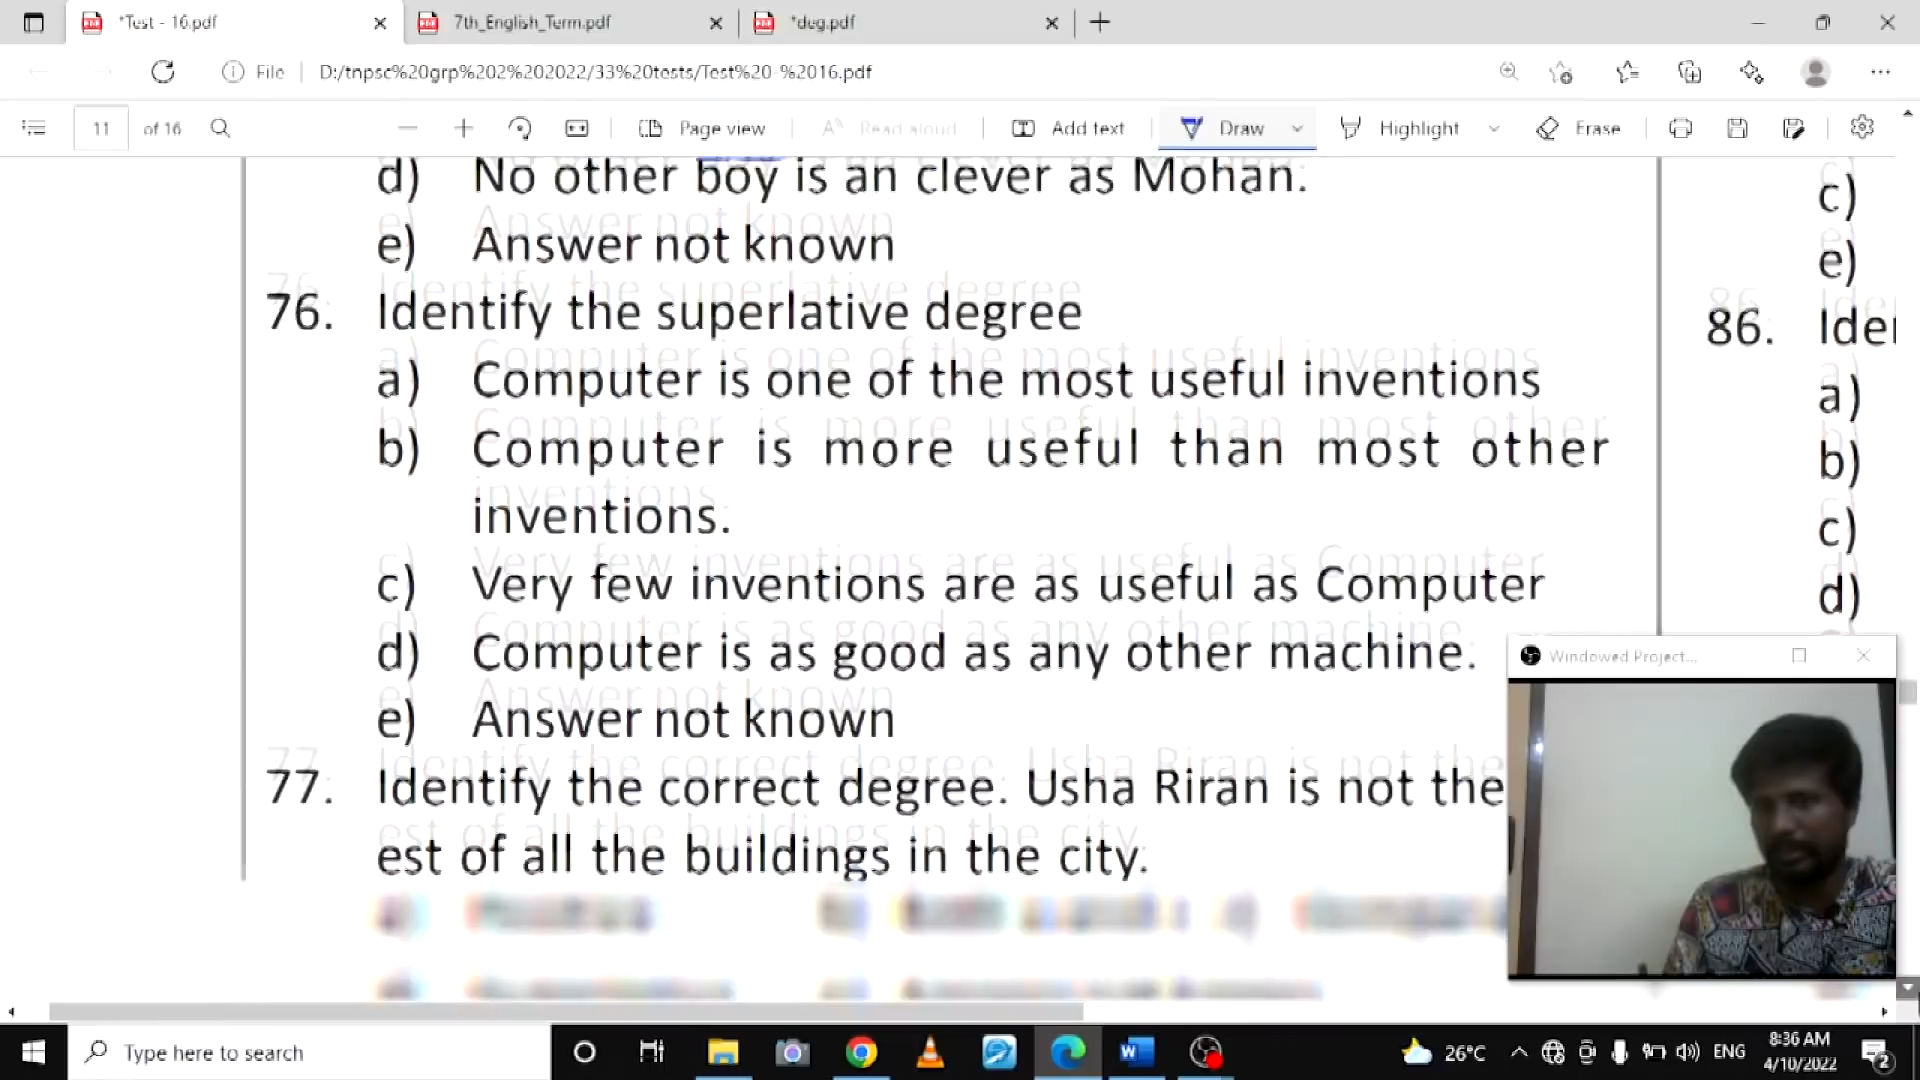 *Test - 16.pdf
7th_English_Term.pdf
*deg.pdf
File
D:/tnpsc%20grp%202%202022/33%20tests/Test%20-%2016.pdf
11 of 16
Page view
Read aloud
Add text
Draw
Highlight
Erase
d) No other boy is an clever as Mohan.
e) Answer not known
76. Identify the superlative degree
a) Computer is one of the most useful inventions
b) Computer is more useful than most other
inventions.
c) Very few inventions are as useful as Computer
d) Computer is as good as any other machine.
e) Answer not known
77. Identify the correct degree. Usha Riran is not the
est of all the buildings in the city.
c)
e)
86. Ide
a)
b)
c)
d)
Windowed Project...
Type here to search
26°C
ENG
8:36 AM
4/10/2022
2